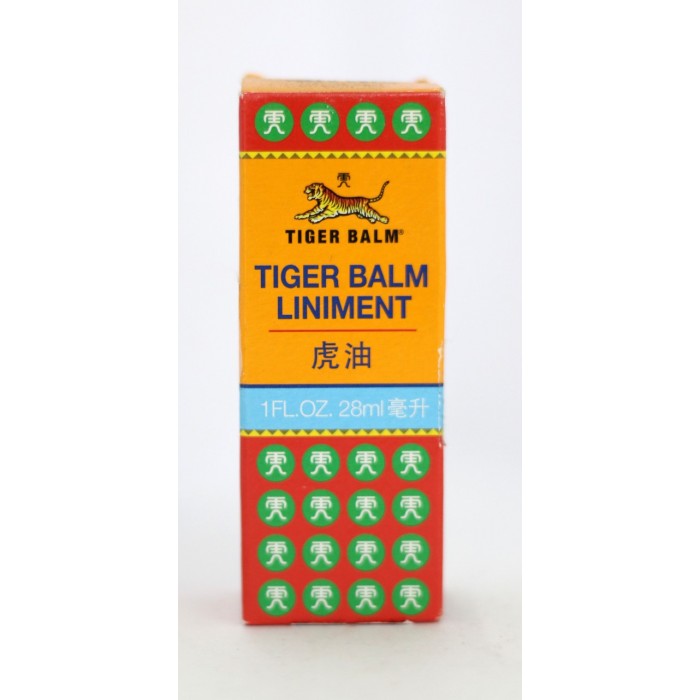 TIGER BALM®
TIGER BALM
LINIMENT
虎油
1FL.OZ. 28ml毫升